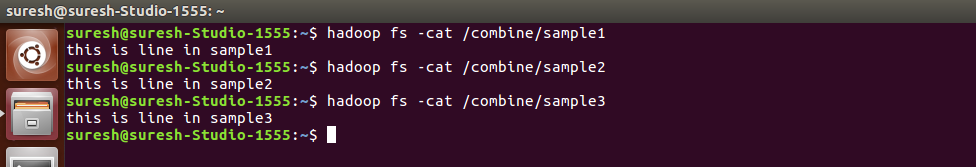 suresh@suresh-Studio-1555: ~
suresh@suresh-Studio-1555:~$ hadoop fs -cat /combine/sample1
this is line in sample1
suresh@suresh-Studio-1555:~$ hadoop fs -cat /combine/sample2
this is line in sample2
suresh@suresh-Studio-1555:~$ hadoop fs -cat /combine/sample3
this is line in sample3
suresh@suresh-Studio-1555:~$